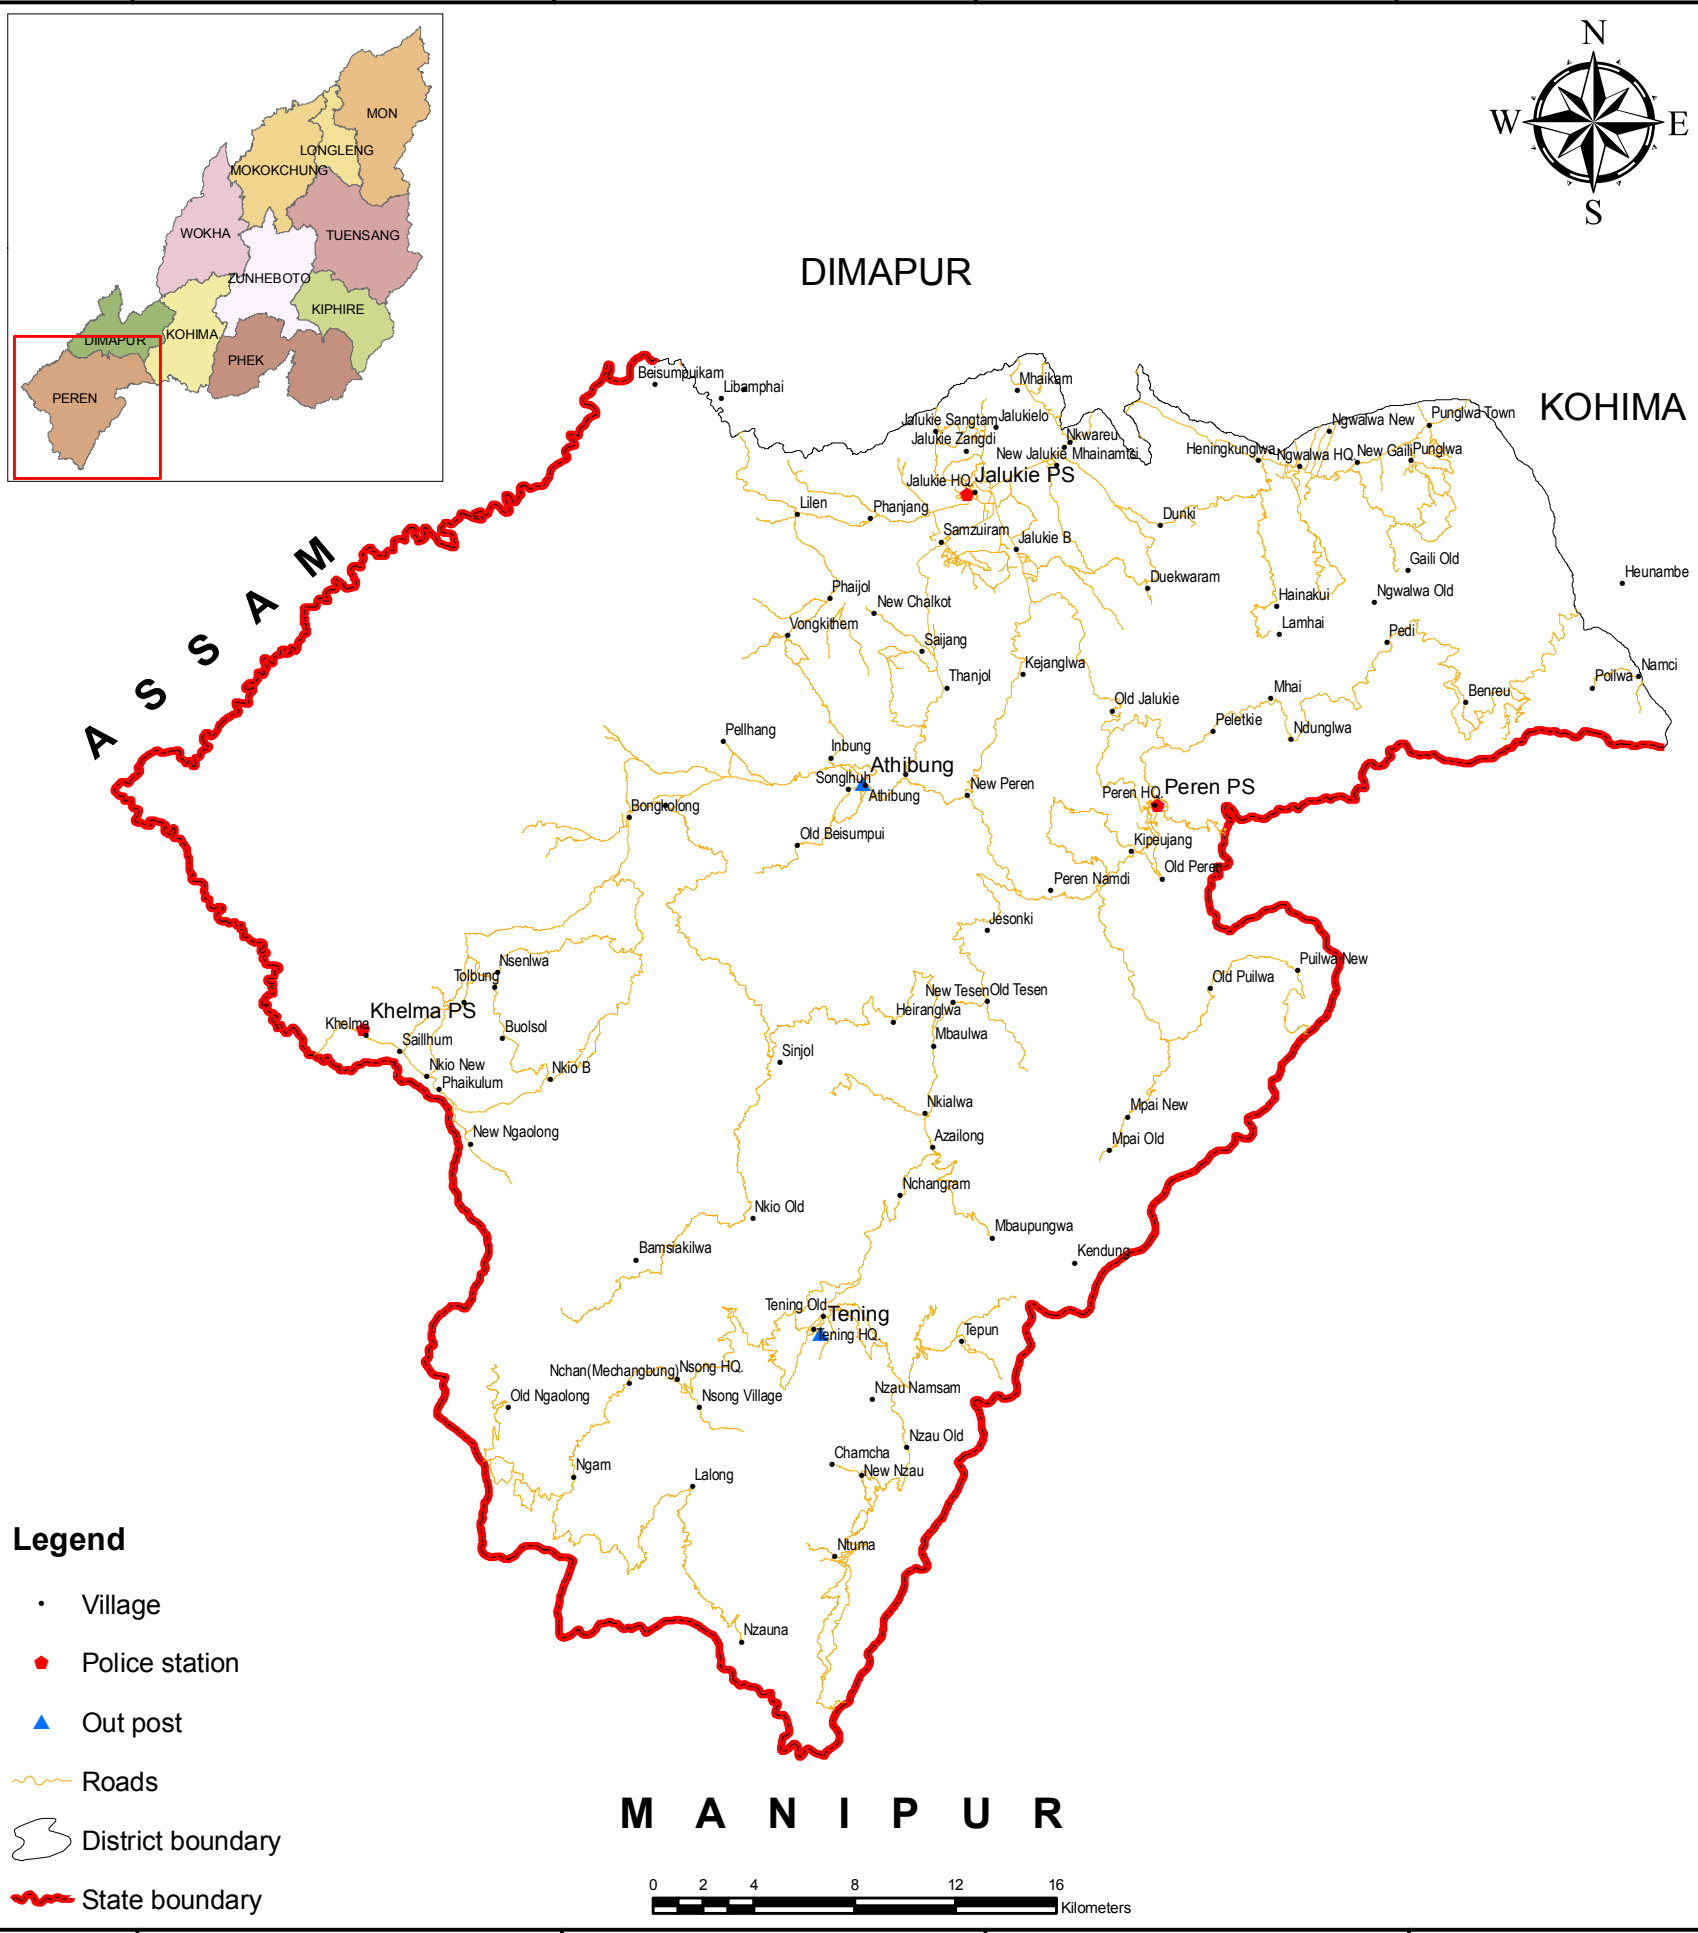 MON
LONGLENG
MOKOKCHUNG
WOKHA
TUENSANG
ZUNHEBOTO
KIPHIRE
DIMAPUR
KOHIMA
PHEK
PEREN
N
W
E
S
DIMAPUR
KOHIMA
ASSAM
Beisumpuikam
Libamphai
Mhaikam
Jalukie Sangtam
Jalukielo
Jalukie Zangdi
Nkwareu
New Jalukie
Mhainamtsi
Jalukie HQ.
Jalukie PS
Heningkunglwa
Ngwalwa New
Punglwa Town
Ngwalwa HQ.
New Gaili
Punglwa
Lilen
Phanjang
Samzuiram
Jalukie B
Dunki
Duekwaram
Gaili Old
Heunambe
Ngwalwa Old
Hainakui
Lamhai
Pedi
Phaijol
New Chalkot
Vongkithem
Saijang
Thanjol
Kejanglwa
Old Jalukie
Mhai
Peletkie
Ndunglwa
Benreu
Poilwa
Namci
Pellhang
Inbung
Athibung
Songlhuh
Athibung
New Peren
Peren HQ.
Peren PS
Bongkolong
Old Beisumpui
Kipeujang
Old Peren
Peren Namdi
Jesonki
Nsenlwa
Tolbung
Khelma PS
Khelma
Saillhum
Buolsol
Nkio New
Phaikulum
Nkio B
New Ngaolong
New Tesen
Old Tesen
Heiranglwa
Mbaulwa
Sinjol
Old Puilwa
Puilwa New
Nkialwa
Azailong
Mpai New
Mpai Old
Nchangram
Nkio Old
Mbaupungwa
Bamsiakilwa
Kendung
Tening Old
Tening
Tening HQ.
Tepun
Nchan(Mechangbung)
Nsong HQ.
Old Ngaolong
Nsong Village
Nzau Namsam
Nzau Old
Chamcha
New Nzau
Ngam
Lalong
Ntuma
Nzauna
Legend
Village
Police station
Out post
Roads
District boundary
State boundary
MANIPUR
0 2 4 8 12 16
Kilometers